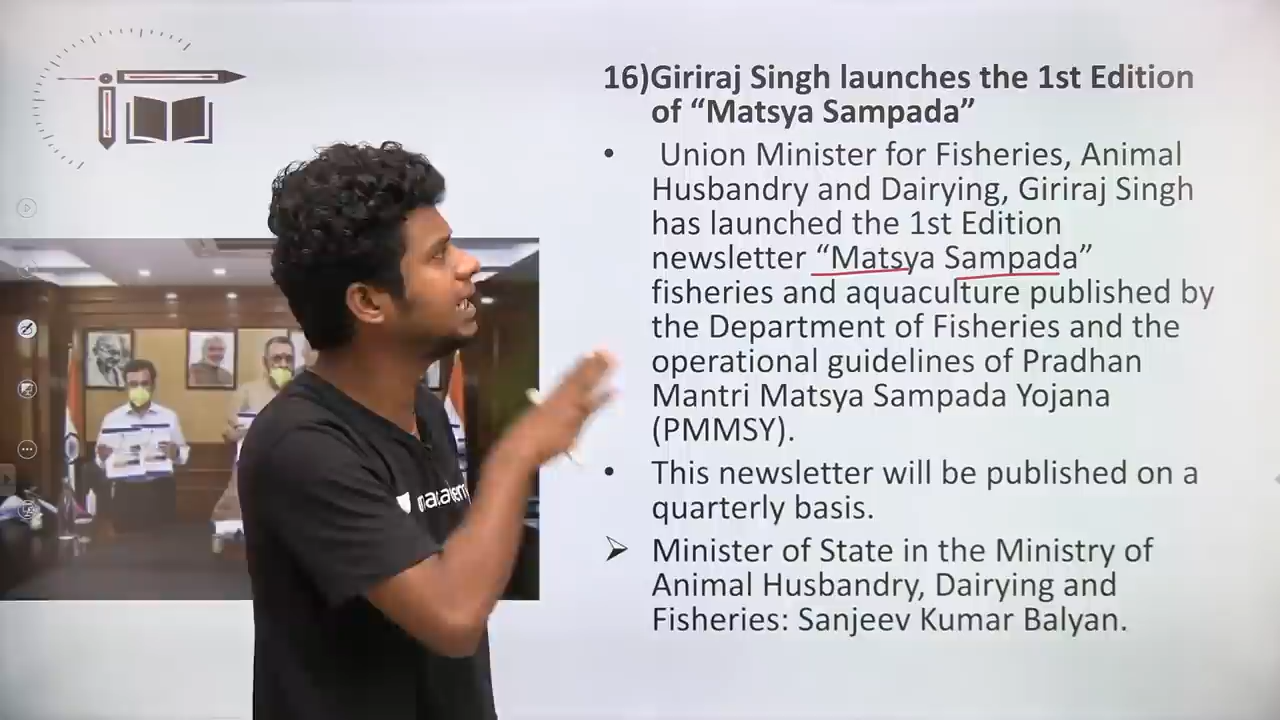 16)Giriraj Singh launches the 1st Edition
of “Matsya Sampada”
• Union Minister for Fisheries, Animal
Husbandry and Dairying, Giriraj Singh
has launched the 1st Edition
newsletter “Matsya Sampada”
fisheries and aquaculture published by
the Department of Fisheries and the
operational guidelines of Pradhan
Mantri Matsya Sampada Yojana
(PMMSY).
• This newsletter will be published on a
quarterly basis.
➢ Minister of State in the Ministry of
Animal Husbandry, Dairying and
Fisheries: Sanjeev Kumar Balyan.